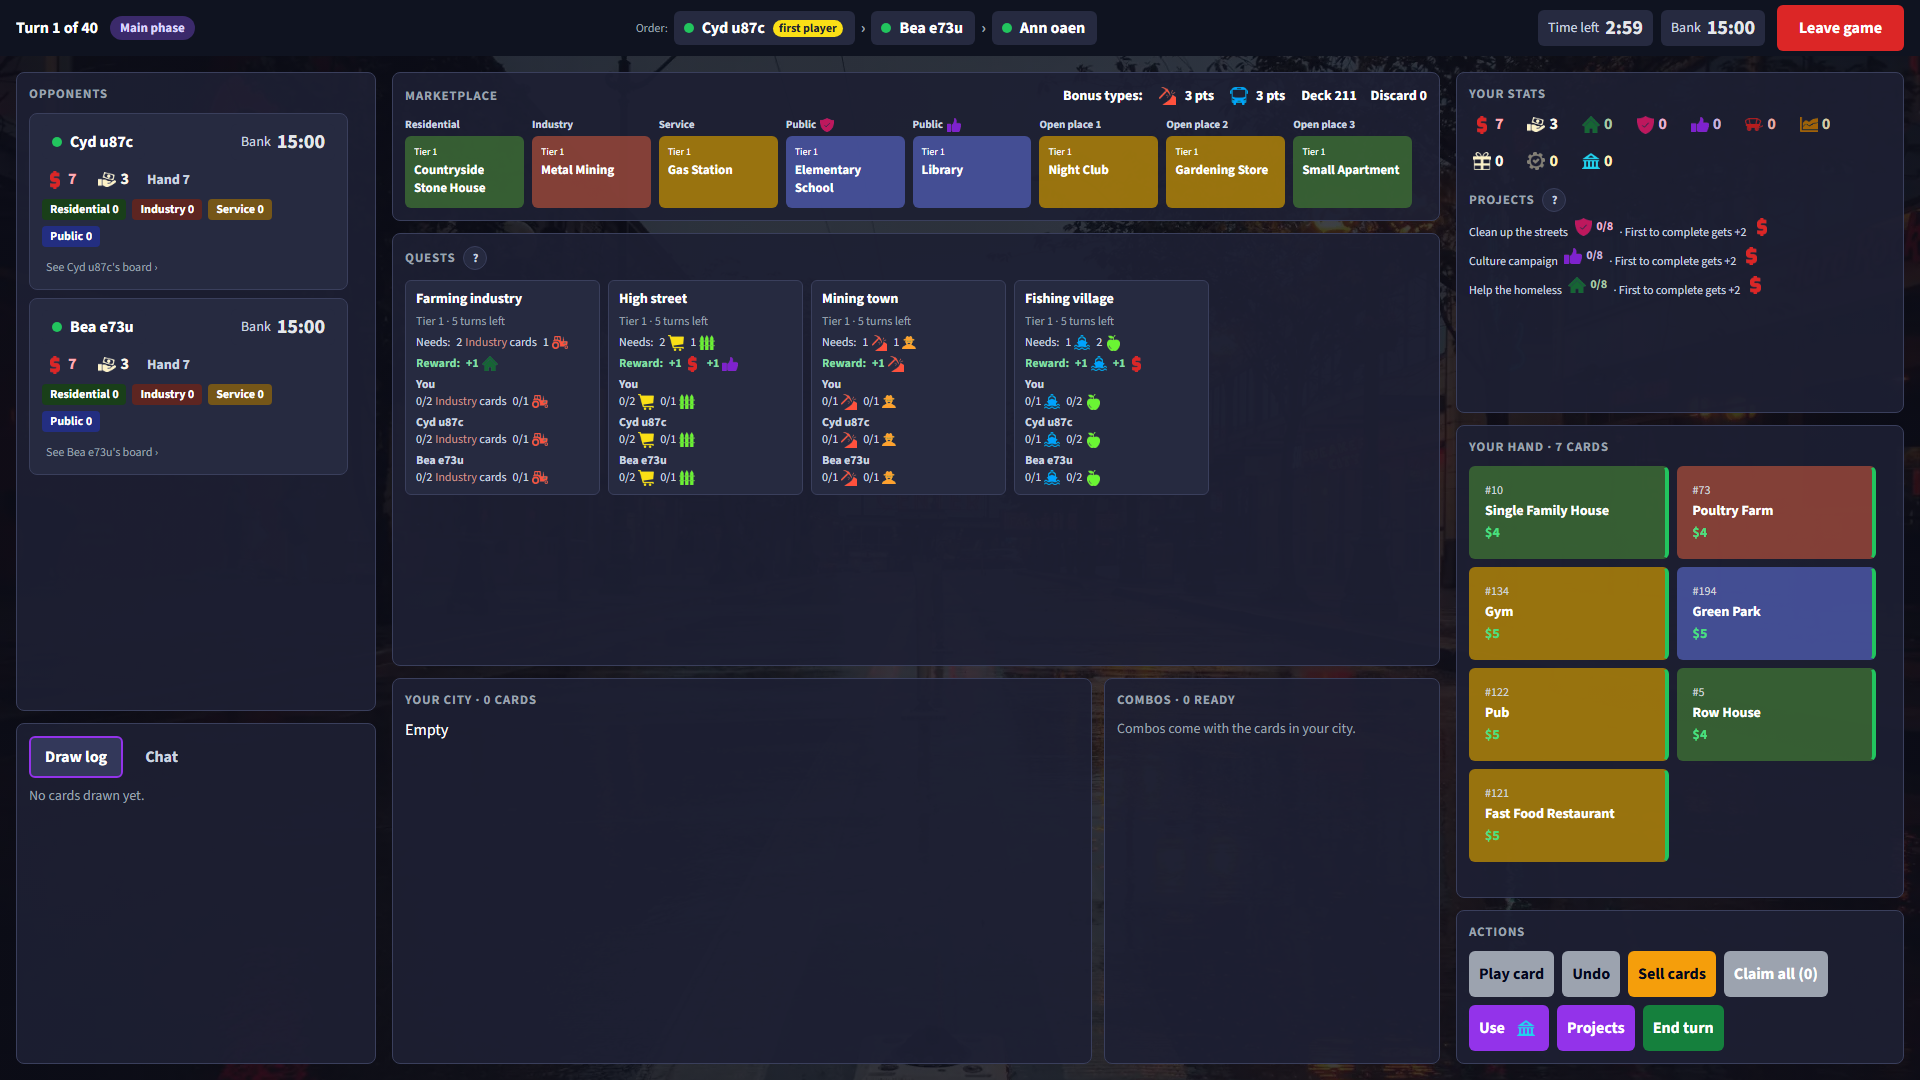 Turn 1 of 40 Main phase
Order: Cyd u87c first player › Bea e73u › Ann oaen
Time left 2:59 Bank 15:00 Leave game
OPPONENTS
Cyd u87c Bank 15:00
7 3 Hand 7
Residential 0 Industry 0 Service 0
Public 0
See Cyd u87c's board ›
Bea e73u Bank 15:00
7 3 Hand 7
Residential 0 Industry 0 Service 0
Public 0
See Bea e73u's board ›
Draw log Chat
No cards drawn yet.
MARKETPLACE
Bonus types: 3 pts 3 pts Deck 211 Discard 0
Residential Industry Service Public Public Open place 1 Open place 2 Open place 3
Tier 1 Tier 1 Tier 1 Tier 1 Tier 1 Tier 1 Tier 1 Tier 1
Countryside Metal Mining Gas Station Elementary Library Night Club Gardening Store Small Apartment
Stone House School
QUESTS ?
Farming industry
Tier 1 · 5 turns left
Needs: 2 Industry cards 1
Reward: +1
You
0/2 Industry cards 0/1
Cyd u87c
0/2 Industry cards 0/1
Bea e73u
0/2 Industry cards 0/1
High street
Tier 1 · 5 turns left
Needs: 2 1
Reward: +1 $ +1
You
0/2 0/1
Cyd u87c
0/2 0/1
Bea e73u
0/2 0/1
Mining town
Tier 1 · 5 turns left
Needs: 1 1
Reward: +1
You
0/1 0/1
Cyd u87c
0/1 0/1
Bea e73u
0/1 0/1
Fishing village
Tier 1 · 5 turns left
Needs: 1 2
Reward: +1 +1 $
You
0/1 0/2
Cyd u87c
0/1 0/2
Bea e73u
0/1 0/2
YOUR CITY · 0 CARDS
Empty
COMBOS · 0 READY
Combos come with the cards in your city.
YOUR STATS
$ 7 3 0 0 0 0 0
0 0 0
PROJECTS ?
Clean up the streets 0/8 · First to complete gets +2 $
Culture campaign 0/8 · First to complete gets +2 $
Help the homeless 0/8 · First to complete gets +2 $
YOUR HAND · 7 CARDS
#10
Single Family House
$4
#73
Poultry Farm
$4
#134
Gym
$5
#194
Green Park
$5
#122
Pub
$5
#5
Row House
$4
#121
Fast Food Restaurant
$5
ACTIONS
Play card Undo Sell cards Claim all (0)
Use Projects End turn